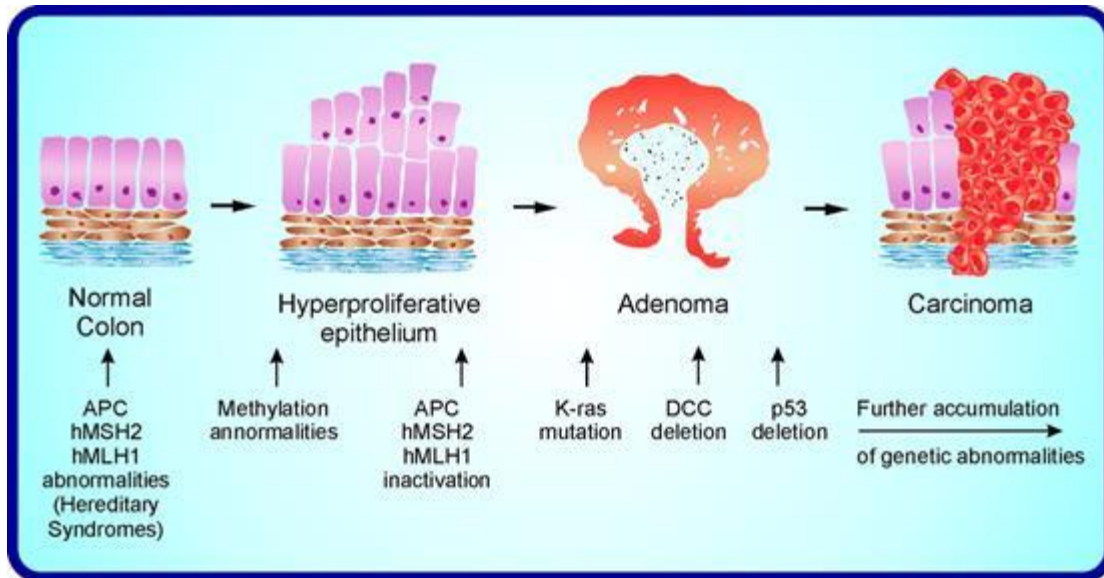 Normal
Colon
Hyperproliferative
epithelium
Adenoma
Carcinoma
APC
hMSH2
hMLH1
abnormalities
(Hereditary
Syndromes)
Methylation
annormalities
APC
hMSH2
hMLH1
inactivation
K-ras
mutation
DCC
deletion
p53
deletion
Further accumulation
of genetic abnormalities